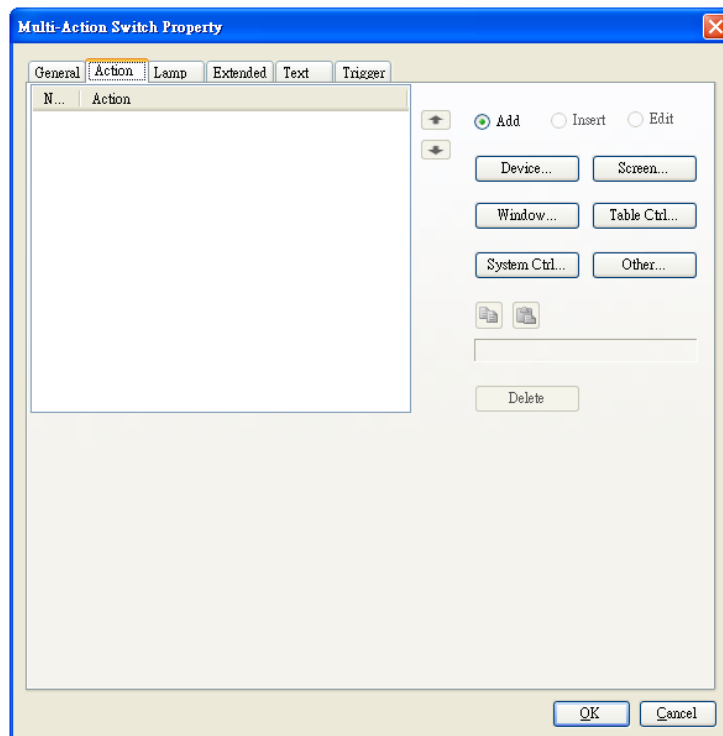 Multi-Action Switch Property
General Action Lamp Extended Text Trigger
N... Action
Add Insert Edit
Device... Screen...
Window... Table Ctrl...
System Ctrl... Other...
Delete
OK Cancel